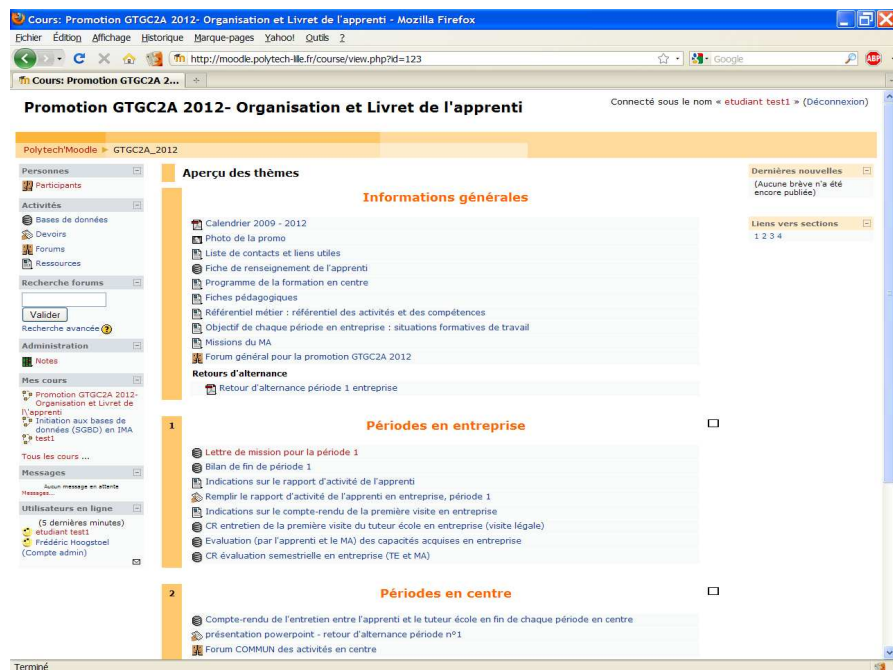 Cours: Promotion GTGC2A 2012- Organisation et Livret de l'apprenti - Mozilla Firefox
Fichier Édition Affichage Historique Marque-pages Yahoo! Outils ?
http://moodle.polytech-lille.fr/course/view.php?id=123
Google
ABP
Cours: Promotion GTGC2A 2...
Promotion GTGC2A 2012- Organisation et Livret de l'apprenti
Connecté sous le nom « etudiant test1 » (Déconnexion)
Polytech'Moodle ► GTGC2A_2012
Personnes
Participants
Activités
Bases de données
Devoirs
Forums
Ressources
Recherche forums
Valider
Recherche avancée ?
Administration
Notes
Mes cours
Promotion GTGC2A 2012-
Organisation et Livret de
l\'apprenti
Initiation aux bases de
données (SGBD) en IMA
test1
Tous les cours ...
Messages
Aucun message en attente
Messages...
Utilisateurs en ligne
(5 dernières minutes)
etudiant test1
Frédéric Hoogstoel
(Compte admin)
Aperçu des thèmes
Informations générales
Calendrier 2009 - 2012
Photo de la promo
Liste de contacts et liens utiles
Fiche de renseignement de l'apprenti
Programme de la formation en centre
Fiches pédagogiques
Référentiel métier : référentiel des activités et des compétences
Objectif de chaque période en entreprise : situations formatives de travail
Missions du MA
Forum général pour la promotion GTGC2A 2012
Retours d'alternance
Retour d'alternance période 1 entreprise
1
Périodes en entreprise
Lettre de mission pour la période 1
Bilan de fin de période 1
Indications sur le rapport d'activité de l'apprenti
Remplir le rapport d'activité de l'apprenti en entreprise, période 1
Indications sur le compte-rendu de la première visite en entreprise
CR entretien de la première visite du tuteur école en entreprise (visite légale)
Evaluation (par l'apprenti et le MA) des capacités acquises en entreprise
CR évaluation semestrielle en entreprise (TE et MA)
2
Périodes en centre
Compte-rendu de l'entretien entre l'apprenti et le tuteur école en fin de chaque période en centre
présentation powerpoint - retour d'alternance période n°1
Forum COMMUN des activités en centre
Dernières nouvelles
(Aucune brève n'a été
encore publiée)
Liens vers sections
1 2 3 4
Terminé